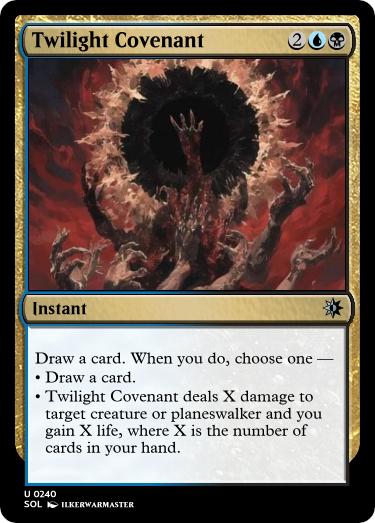 Twilight Covenant 2
Instant
Draw a card. When you do, choose one —
• Draw a card.
• Twilight Covenant deals X damage to
target creature or planeswalker and you
gain X life, where X is the number of
cards in your hand.
U 0240
SOL ILKERWARMASTER